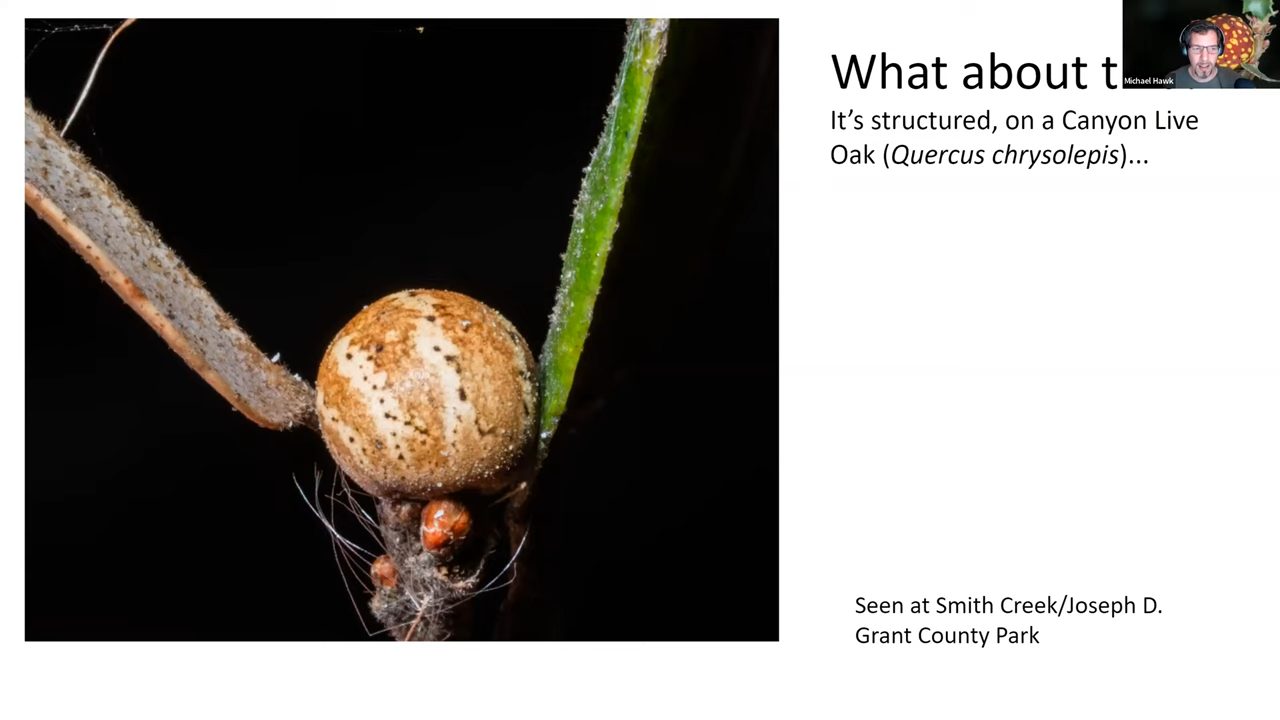 What about t
Michael Hawk
It’s structured, on a Canyon Live
Oak (Quercus chrysolepis)...
Seen at Smith Creek/Joseph D.
Grant County Park